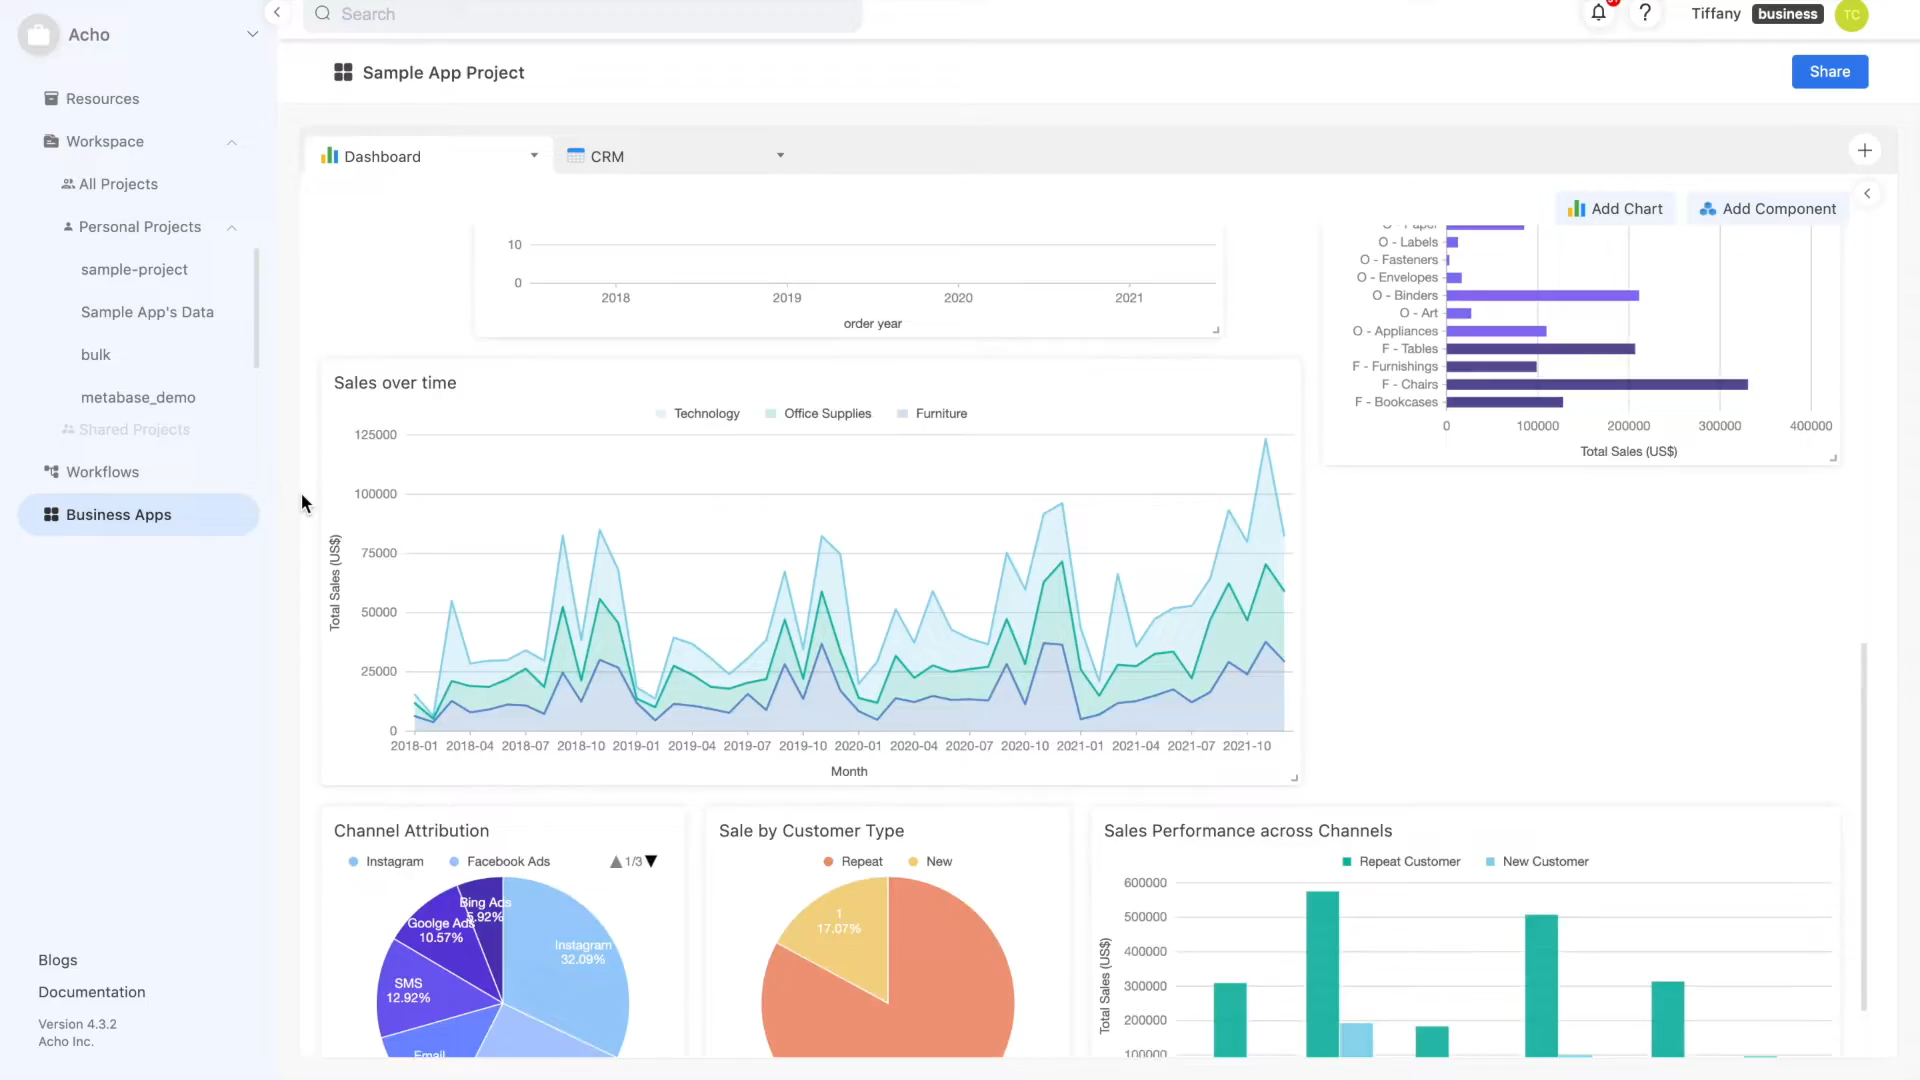 Acho
Search
Tiffany business TC
Sample App Project
Share
Resources
Workspace
All Projects
Personal Projects
sample-project
Sample App's Data
bulk
metabase_demo
Shared Projects
Workflows
Business Apps
Blogs
Documentation
Version 4.3.2
Acho Inc.
Dashboard
CRM
Add Chart
Add Component
10
0
2018 2019 2020 2021
order year
O - Paper
O - Labels
O - Fasteners
O - Envelopes
O - Binders
O - Art
O - Appliances
F - Tables
F - Furnishings
F - Chairs
F - Bookcases
0 100000 200000 300000 400000
Total Sales (US$)
Sales over time
Technology Office Supplies Furniture
125000
100000
75000
50000
25000
0
Total Sales (US$)
2018-01 2018-04 2018-07 2018-10 2019-01 2019-04 2019-07 2019-10 2020-01 2020-04 2020-07 2020-10 2021-01 2021-04 2021-07 2021-10
Month
Channel Attribution
Instagram Facebook Ads 1/3
Bing Ads
5.92%
Goolge Ads
10.57%
Instagram
32.09%
SMS
12.92%
Email
Sale by Customer Type
Repeat New
1
17.07%
Sales Performance across Channels
Repeat Customer New Customer
600000
500000
400000
300000
200000
100000
Total Sales (US$)